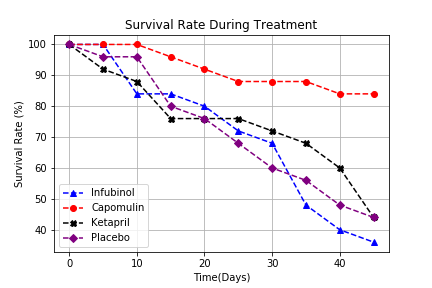 Survival Rate During Treatment
100
90
80
70
60
50
40
Survival Rate (%)
Infubinol
Capomulin
Ketapril
Placebo
0
10
20
30
40
Time(Days)